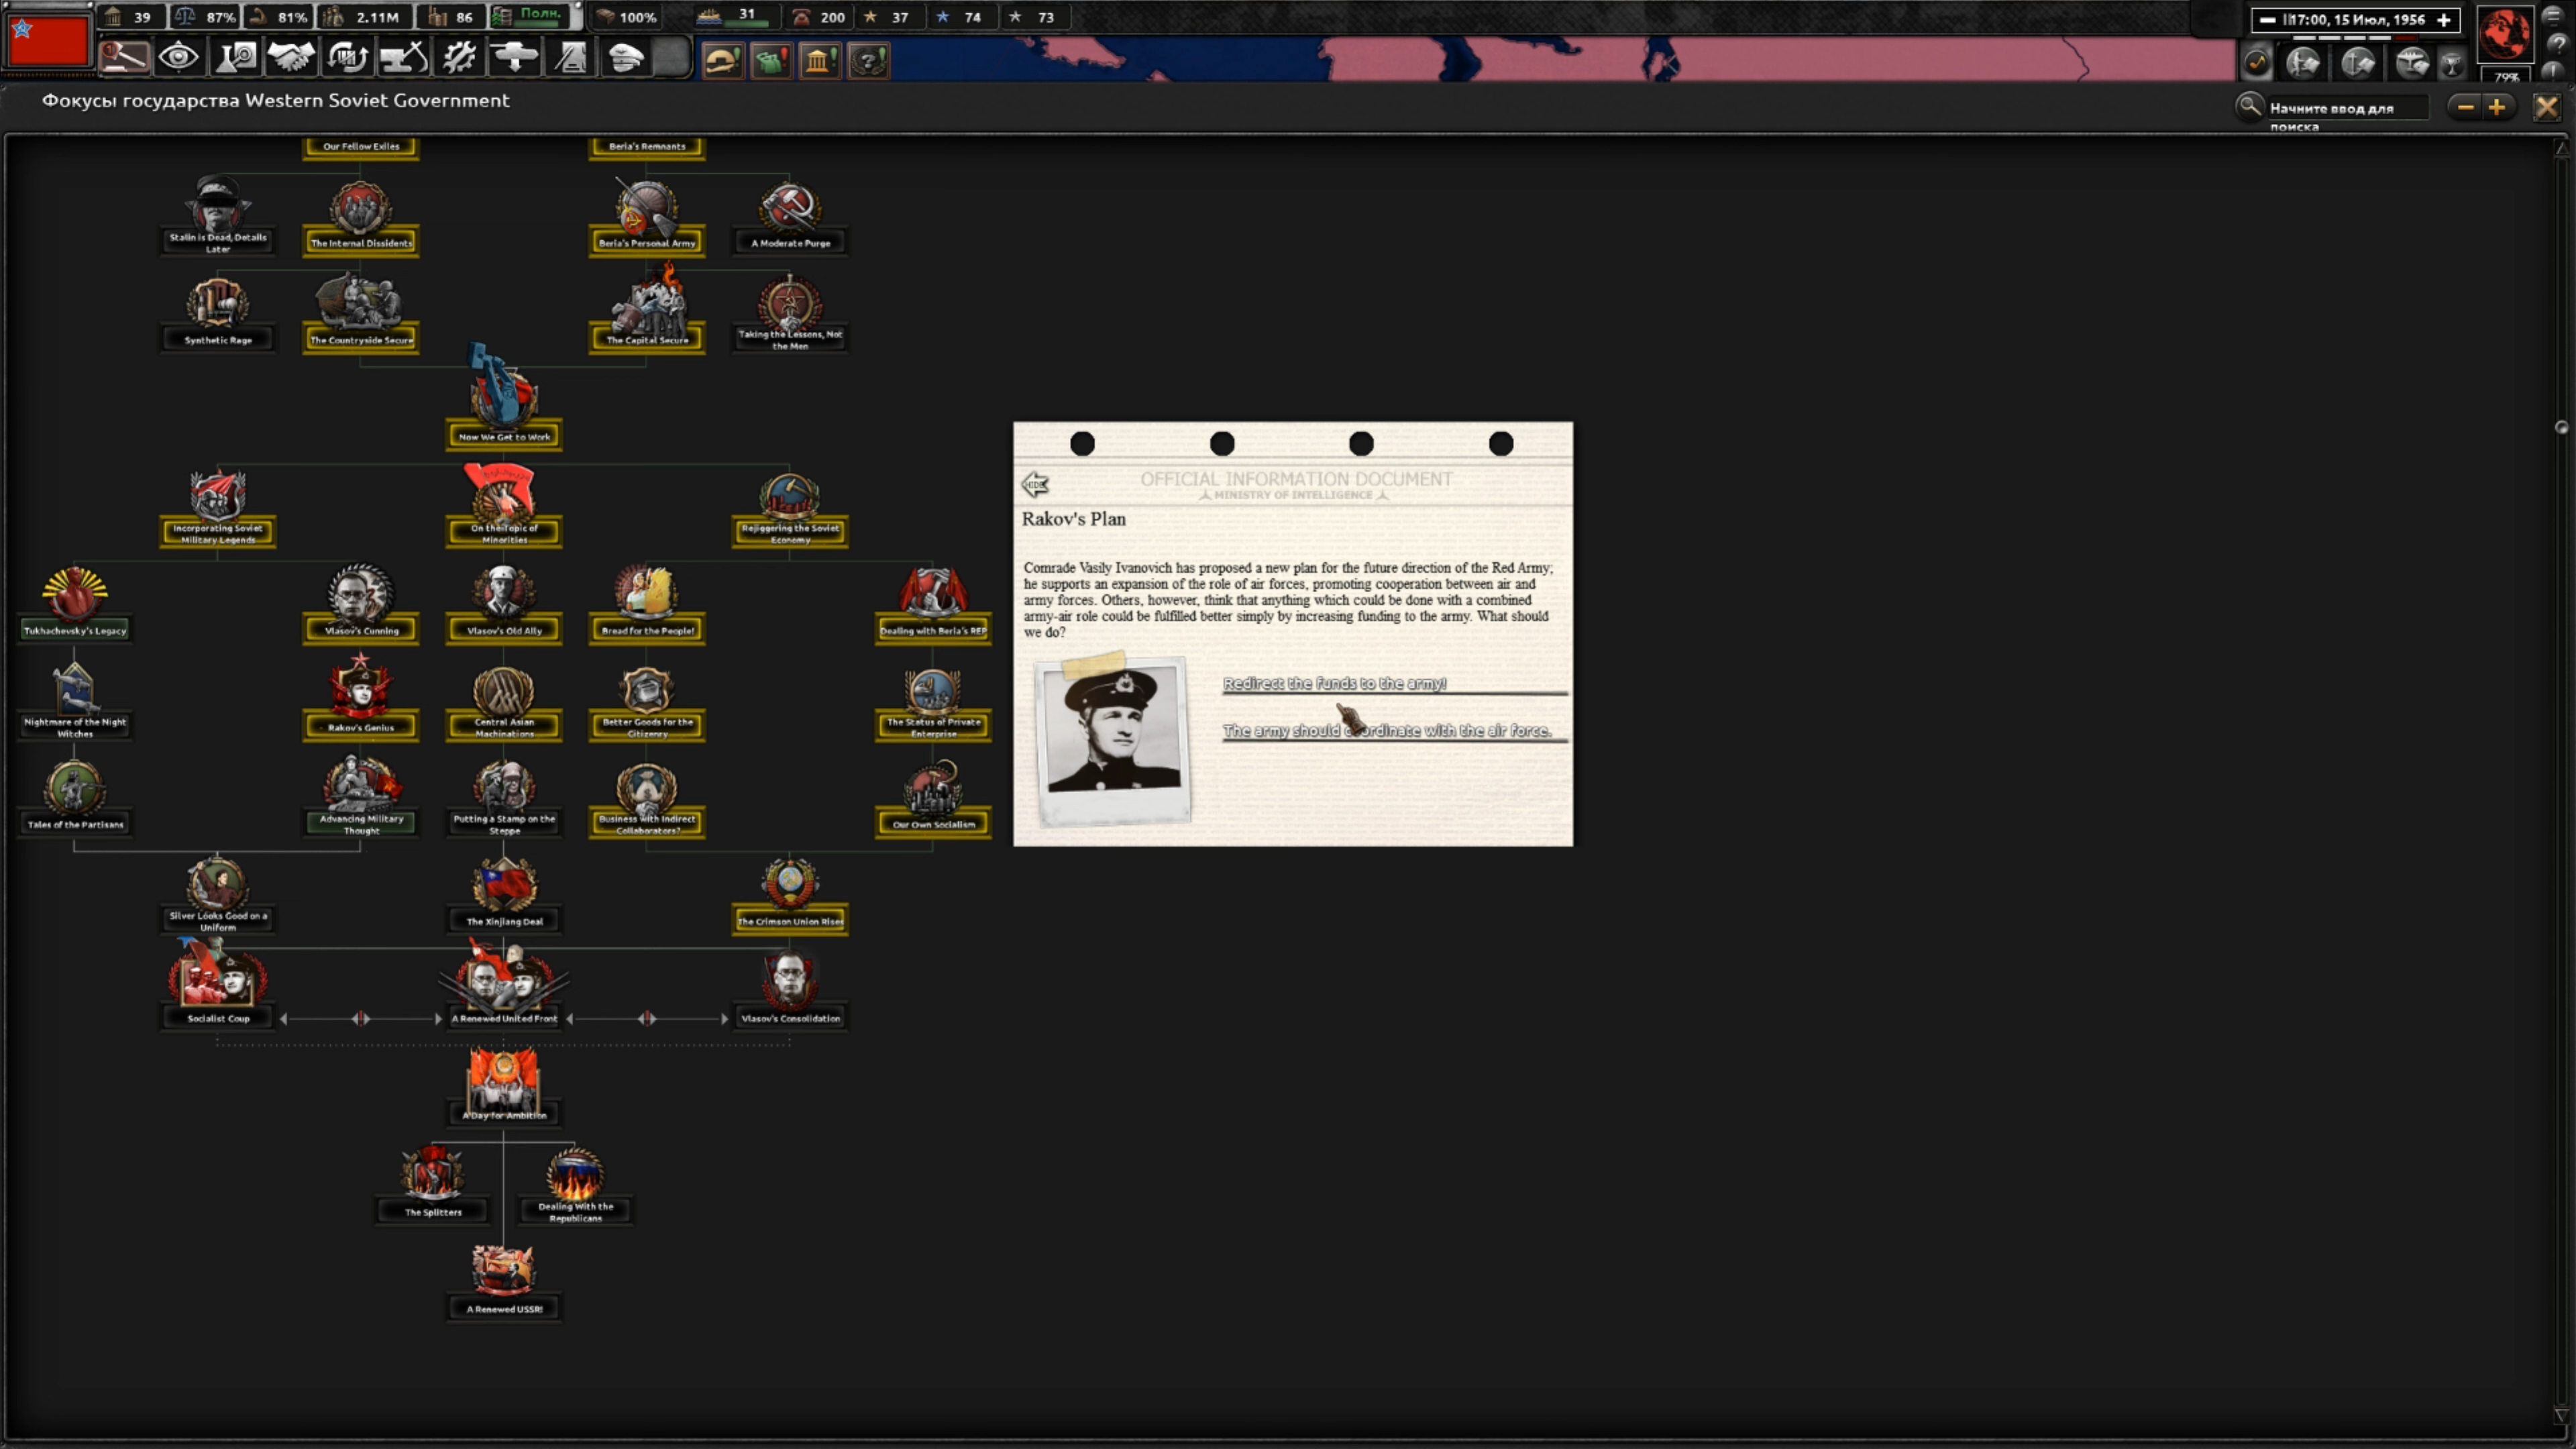 39
87%
81%
2.11M
86
Полн.
100%
31
200
37
74
73
17:00, 15 Июл, 1956
79%
Фокусы государства Western Soviet Government
Начните ввод для
поиска
Our Fellow Exiles
Beria's Remnants
Stalin is Dead, Details
Later
The Internal Dissidents
Beria's Personal Army
A Moderate Purge
Synthetic Rage
The Countryside Secure
The Capital Secure
Taking the Lessons, Not
the Men
Now We Get to Work
Incorporating Soviet
Military Legends
On the Topic of
Minorities
Rejiggering the Soviet
Economy
Tukhachevsky's Legacy
Vlasov's Cunning
Vlasov's Old Ally
Bread for the People!
Dealing with Beria's REP
Nightmare of the Night
Witches
Rakov's Genius
Central Asian
Machinations
Better Goods for the
Citizenry
The Status of Private
Enterprise
Tales of the Partisans
Advancing Military
Thought
Putting a Stamp on the
Steppe
Business with Indirect
Collaborators?
Our Own Socialism
Silver Looks Good on a
Uniform
The Xinjiang Deal
The Crimson Union Rises
Socialist Coup
A Renewed United Front
Vlasov's Consolidation
A Day for Ambition
The Splitters
Dealing With the
Republicans
A Renewed USSR!
HIDE
OFFICIAL INFORMATION DOCUMENT
MINISTRY OF INTELLIGENCE
Rakov's Plan
Comrade Vasily Ivanovich has proposed a new plan for the future direction of the Red Army;
he supports an expansion of the role of air forces, promoting cooperation between air and
army forces. Others, however, think that anything which could be done with a combined
army-air role could be fulfilled better simply by increasing funding to the army. What should
we do?
Redirect the funds to the army!
The army should coordinate with the air force.